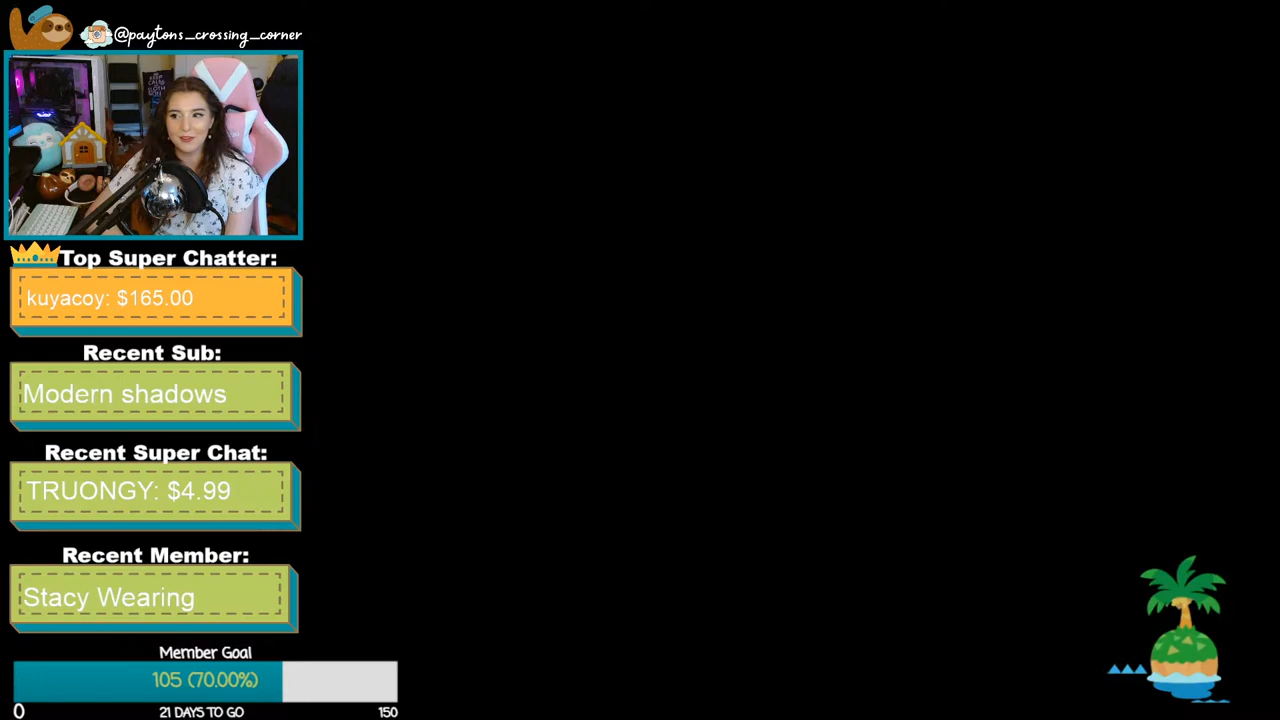 @paytons_crossing_corner
Top Super Chatter:
kuyacoy: $165.00
Recent Sub:
Modern shadows
Recent Super Chat:
TRUONGY: $4.99
Recent Member:
Stacy Wearing
Member Goal
105 (70.00%)
0
21 DAYS TO GO
150